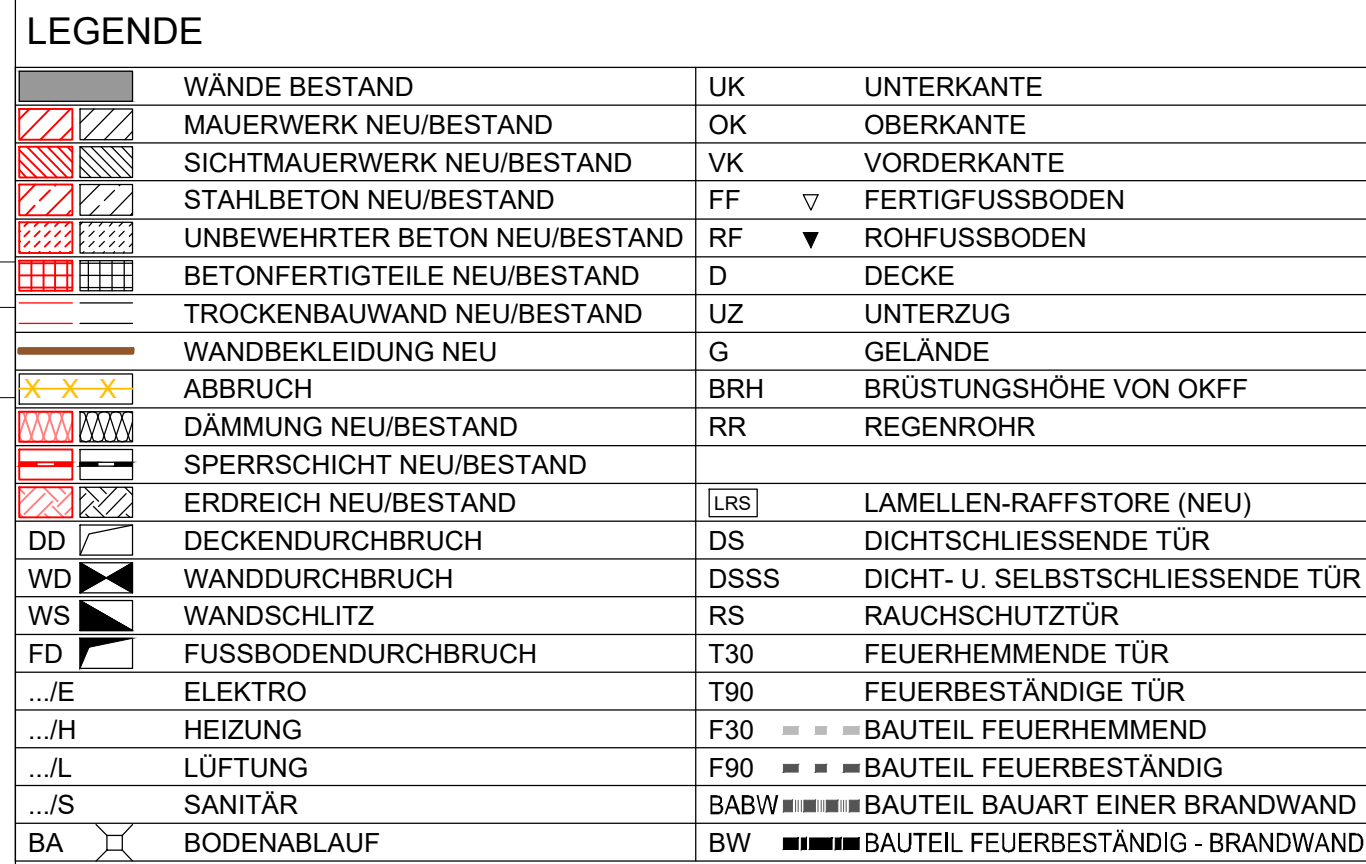 LEGENDE
WÄNDE BESTAND UK UNTERKANTE
MAUERWERK NEU/BESTAND OK OBERKANTE
SICHTMAUERWERK NEU/BESTAND VK VORDERKANTE
STAHLBETON NEU/BESTAND FF FERTIGFUSSBODEN
UNBEWEHRTER BETON NEU/BESTAND RF ROHFUSSBODEN
BETONFERTIGTEILE NEU/BESTAND D DECKE
TROCKENBAUWAND NEU/BESTAND UZ UNTERZUG
WANDBEKLEIDUNG NEU G GELÄNDE
ABBRUCH BRH BRÜSTUNGSHÖHE VON OKFF
DÄMMUNG NEU/BESTAND RR REGENROHR
SPERRSCHICHT NEU/BESTAND
ERDREICH NEU/BESTAND LRS LAMELLEN-RAFFSTORE (NEU)
DD DECKENDURCHBRUCH DS DICHTSCHLIESSENDE TÜR
WD WANDDURCHBRUCH DSSS DICHT- U. SELBSTSCHLIESSENDE TÜR
WS WANDSCHLITZ RS RAUCHSCHUTZTÜR
FD FUSSBODENDURCHBRUCH T30 FEUERHEMMENDE TÜR
.../E ELEKTRO T90 FEUERBESTÄNDIGE TÜR
.../H HEIZUNG F30 BAUTEIL FEUERHEMMEND
.../L LÜFTUNG F90 BAUTEIL FEUERBESTÄNDIG
.../S SANITÄR BABW BAUTEIL BAUART EINER BRANDWAND
BA BODENABLAUF BW BAUTEIL FEUERBESTÄNDIG - BRANDWAND